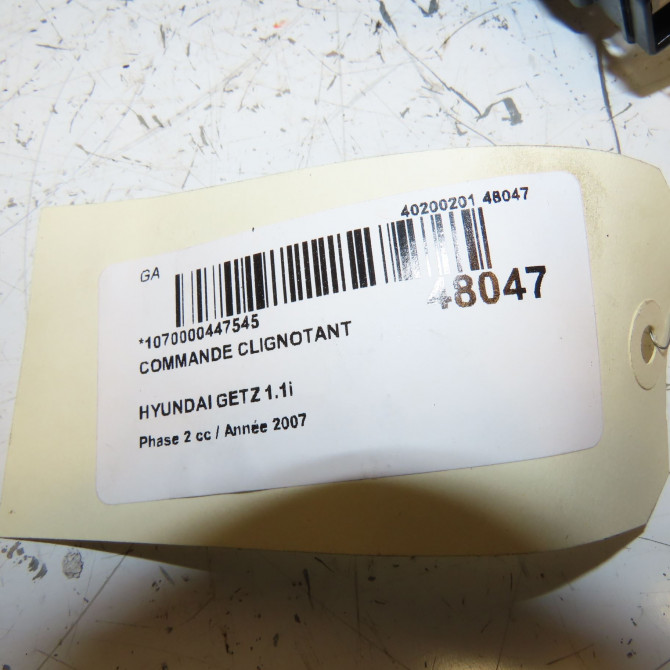 40200201 48047
GA
48047
*1070000447545
COMMANDE CLIGNOTANT
HYUNDAI GETZ 1.1i
Phase 2 cc / Année 2007